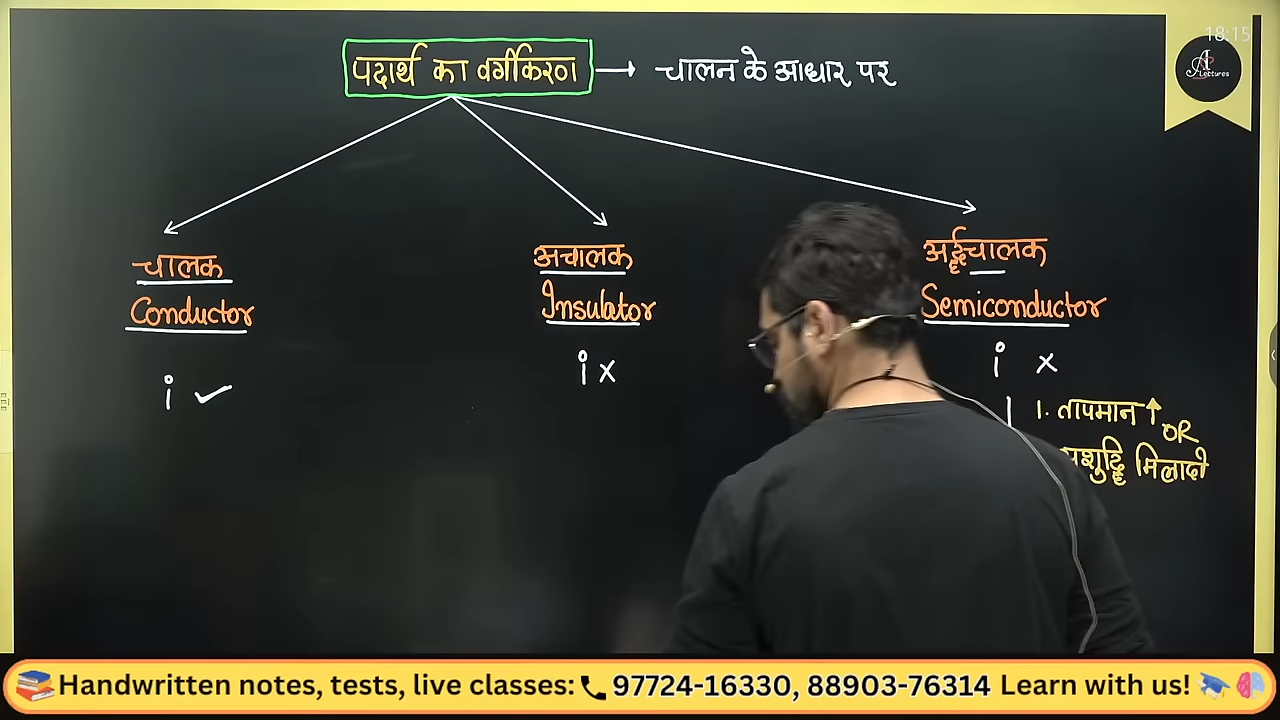 18:15
A Lectures
पदार्थ का वर्गीकरण → चालन के आधार पर
चालक
Conductor
i ✓
अचालक
Insulator
i x
अर्द्धचालक
Semiconductor
i x
1. तापमान ↑
OR
मिलादी
Handwritten notes, tests, live classes: 97724-16330, 88903-76314 Learn with us!